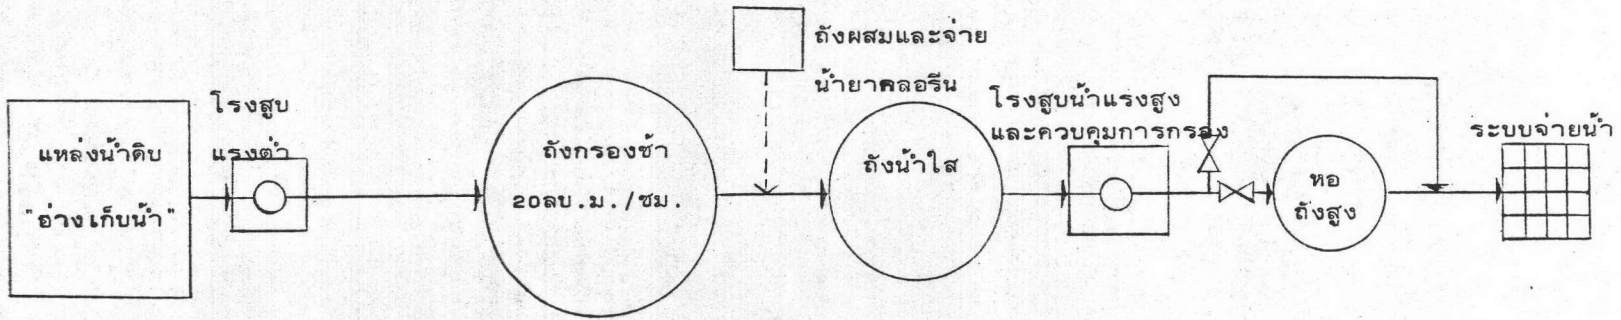 แหล่งน้ำดิบ
"อ่างเก็บน้ำ"
โรงสูบ
แรงต่ำ
ถังกรองช้า
20ลบ.ม./ชม.
ถังผสมและจ่าย
น้ำยาคลอรีน
ถังน้ำใส
โรงสูบน้ำแรงสูง
และควบคุมการกรอง
หอ
ถังสูง
ระบบจ่ายน้ำ